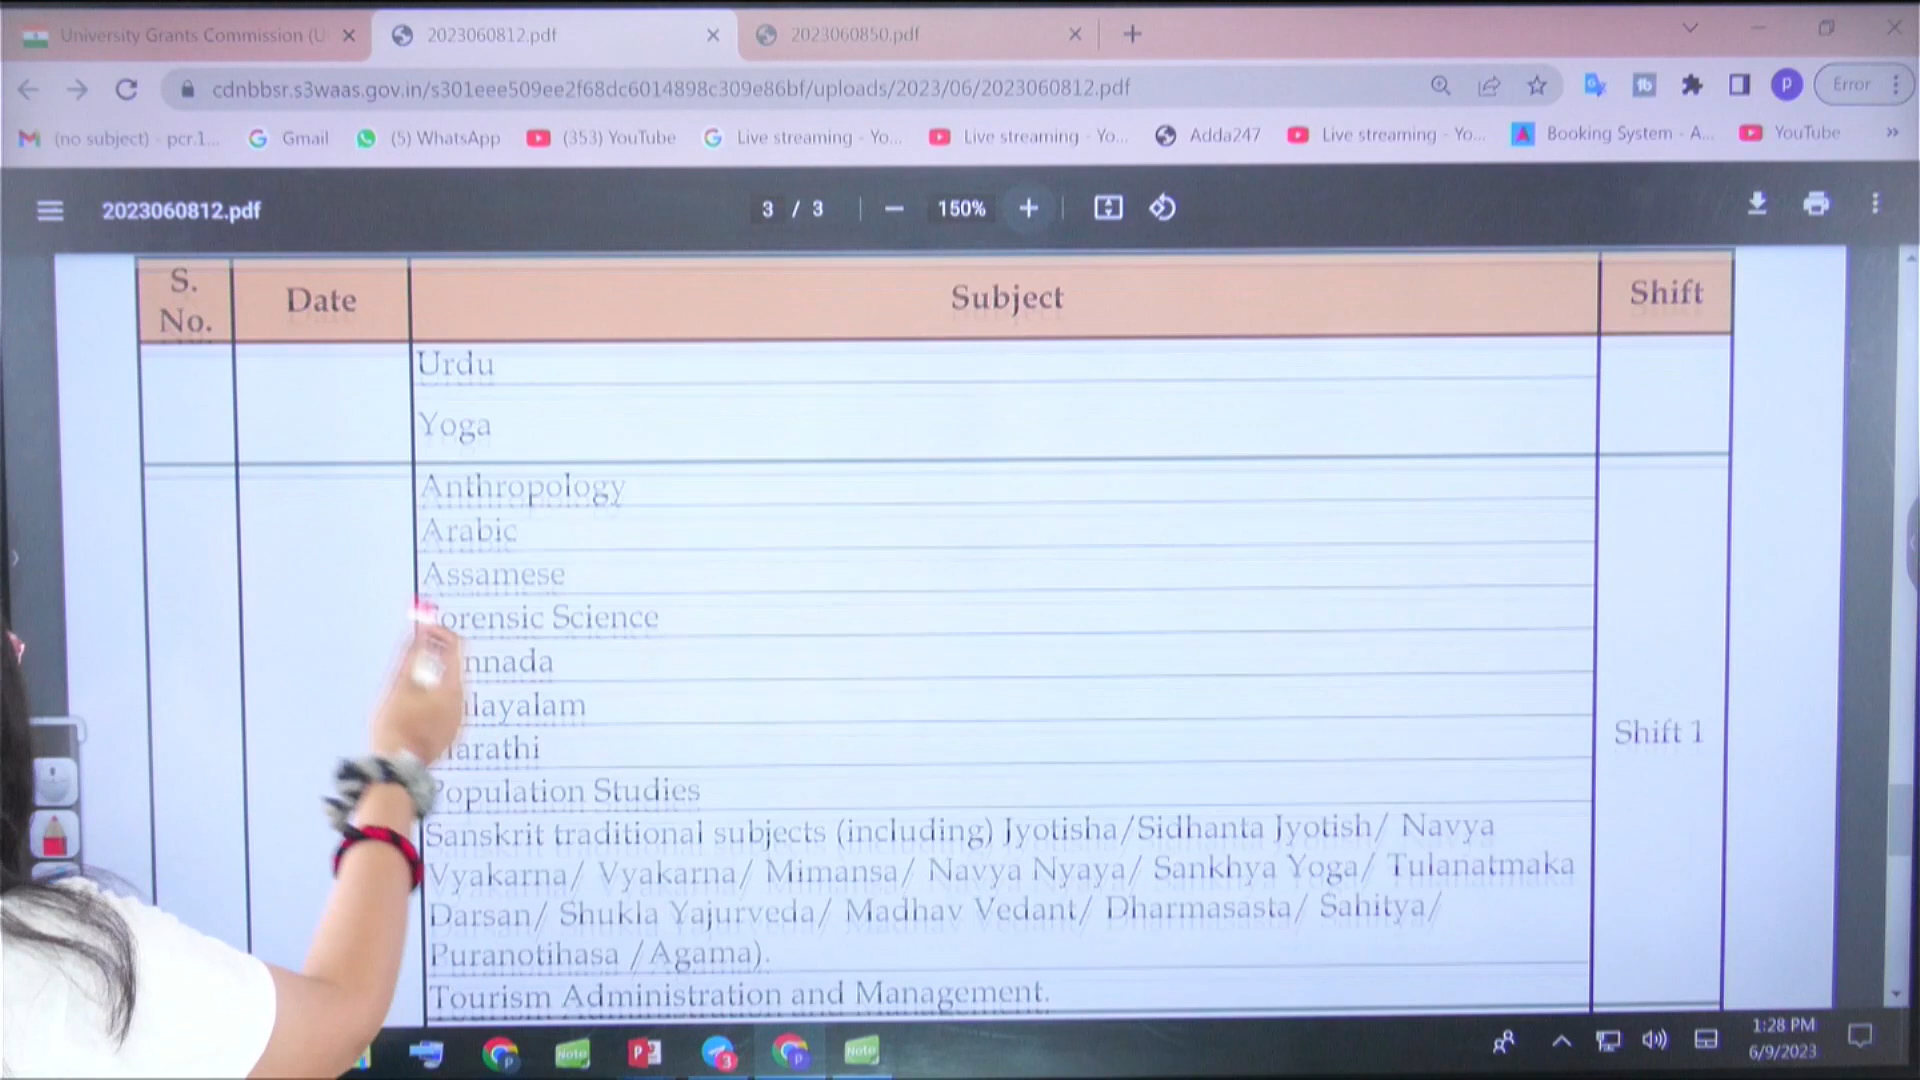 University Grants Commission (U
2023060812.pdf
2023060850.pdf
cdnbbsr.s3waas.gov.in/s301eee509ee2f68dc6014898c309e86bf/uploads/2023/06/2023060812.pdf
Error
P
(no subject) - pcr.1...
Gmail
(5) WhatsApp
(353) YouTube
Live streaming - Yo...
Live streaming - Yo...
Adda247
Live streaming - Yo...
Booking System - A...
YouTube
2023060812.pdf
3 / 3
150%
S. No.
Date
Subject
Shift
Urdu
Yoga
Anthropology
Arabic
Assamese
orensic Science
nnada
layalam
arathi
Population Studies
Sanskrit traditional subjects (including) Jyotisha/Sidhanta Jyotish/ Navya
Vyakarna/ Vyakarna/ Mimansa/ Navya Nyaya/ Sankhya Yoga/ Tulanatmaka
Darsan/ Shukla Yajurveda/ Madhav Vedant/ Dharmasasta/ Sahitya/
Puranotihasa /Agama).
Tourism Administration and Management.
Shift 1
Note
3
Note
1:28 PM
6/9/2023